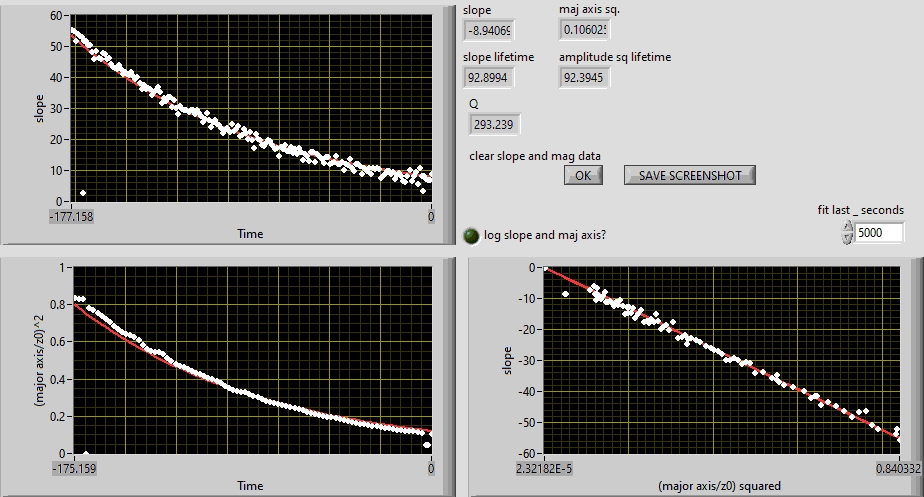 60
50
40
30
20
10
0
slope
-177.158
0
Time
slope
maj axis sq.
-8.94069
0.10602
slope lifetime
amplitude sq lifetime
92.8994
92.3945
Q
293.239
clear slope and mag data
OK
SAVE SCREENSHOT
fit last _ seconds
5000
log slope and maj axis?
1
0.8
0.6
0.4
0.2
0
(major axis/z0)^2
-175.159
0
Time
0
-10
-20
-30
-40
-50
-60
slope
2.32182E-5
0.840332
(major axis/z0) squared